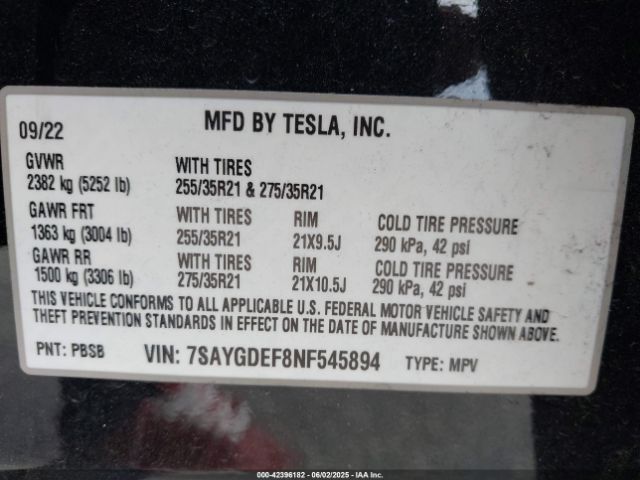 09/22 MFD BY TESLA, INC.
GVWR WITH TIRES
2382 kg (5252 lb) 255/35R21 & 275/35R21
GAWR FRT WITH TIRES RIM COLD TIRE PRESSURE
1363 kg (3004 lb) 255/35R21 21X9.5J 290 kPa, 42 psi
GAWR RR WITH TIRES RIM COLD TIRE PRESSURE
1500 kg (3306 lb) 275/35R21 21X10.5J 290 kPa, 42 psi
THIS VEHICLE CONFORMS TO ALL APPLICABLE U.S. FEDERAL MOTOR VEHICLE SAFETY AND
THEFT PREVENTION STANDARDS IN EFFECT ON THE DATE OF MANUFACTURE SHOWN ABOVE.
PNT: PBSB VIN: 7SAYGDEF8NF545894 TYPE: MPV
000-42396182 - 06/02/2025 - IAA Inc.